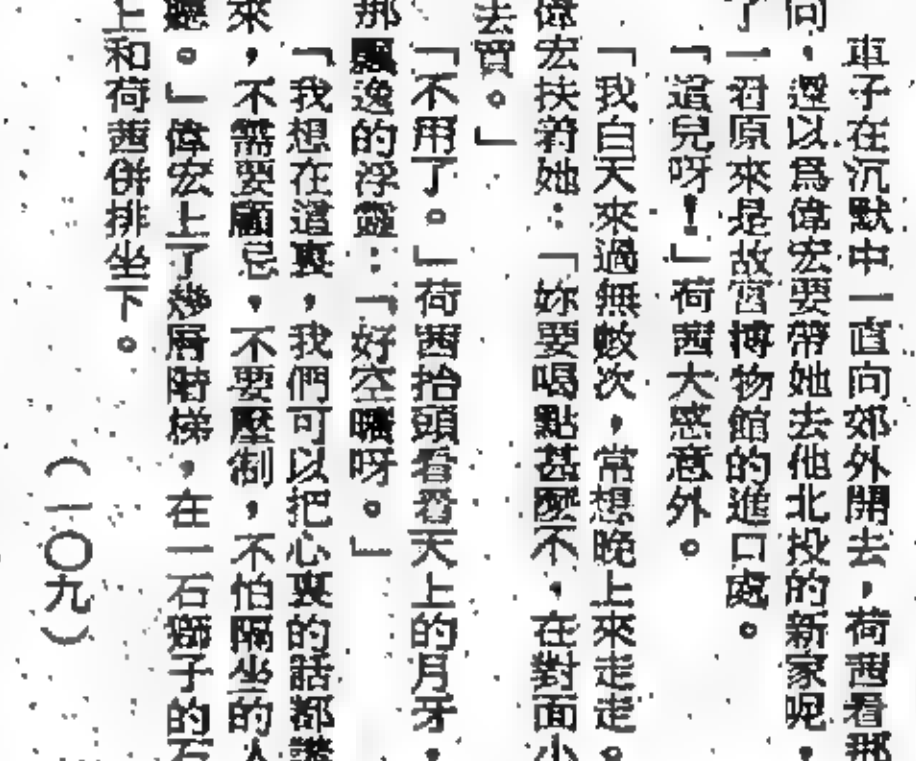 車子在沉默中一直向郊外開去，荷茜看那
向，還以爲偉宏要帶她去他北投的新家呢，
了一看原來是故宮博物館的進口處。
「這兒呀！」荷茜大感意外。
「我白天來過無數次，常想晚上來走走。
偉宏扶着她：「妳要喝點甚麼不，在對面小
去買。」
「不用了。」荷茜抬頭看看天上的月牙，
那飄逸的浮雲：「好空曠呀。」
「我想在這裏，我們可以把心裏的話都講
來，不需要顧忌，不要壓制，不怕隔坐的人
聽。」偉宏上了幾層階梯，在一石獅子的石
上和荷茜併排坐下。
（一〇九）